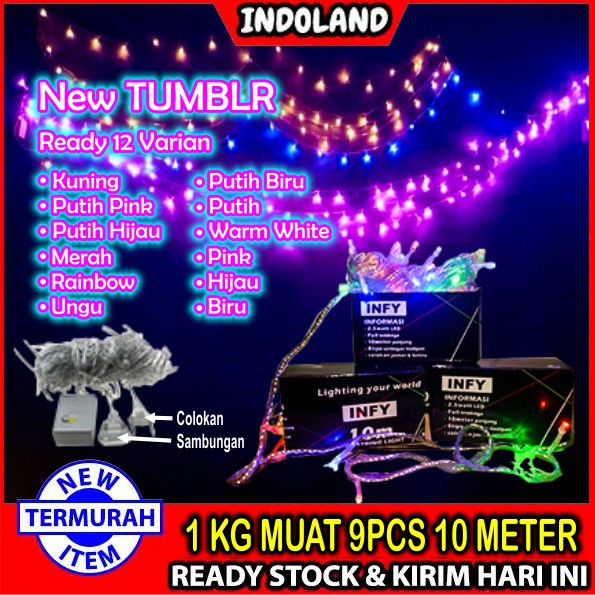 INDOLAND
New TUMBLR
Ready 12 Varian
• Kuning
• Putih Pink
• Putih Hijau
• Merah
• Rainbow
• Ungu
• Putih Biru
• Putih
• Warm White
• Pink
• Hijau
• Biru
INFY
INFORMASI
Lighting your world
INFY
10m
INFY
INFORMASI
Colokan
Sambungan
NEW
TERMURAH
ITEM
1 KG MUAT 9PCS 10 METER
READY STOCK & KIRIM HARI INI